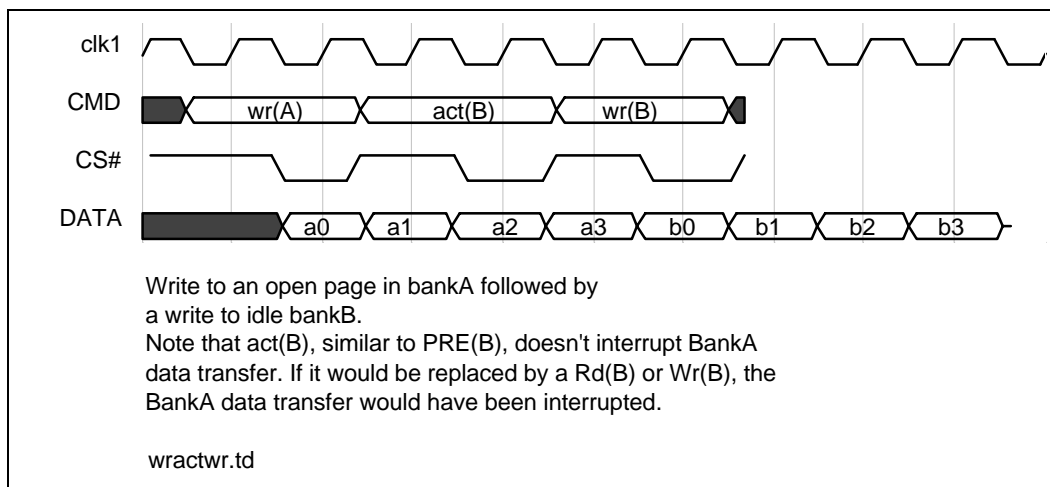 clk1
CMD wr(A) act(B) wr(B)
CS#
DATA a0 a1 a2 a3 b0 b1 b2 b3
Write to an open page in bankA followed by
a write to idle bankB.
Note that act(B), similar to PRE(B), doesn't interrupt BankA
data transfer. If it would be replaced by a Rd(B) or Wr(B), the
BankA data transfer would have been interrupted.
wractwr.td